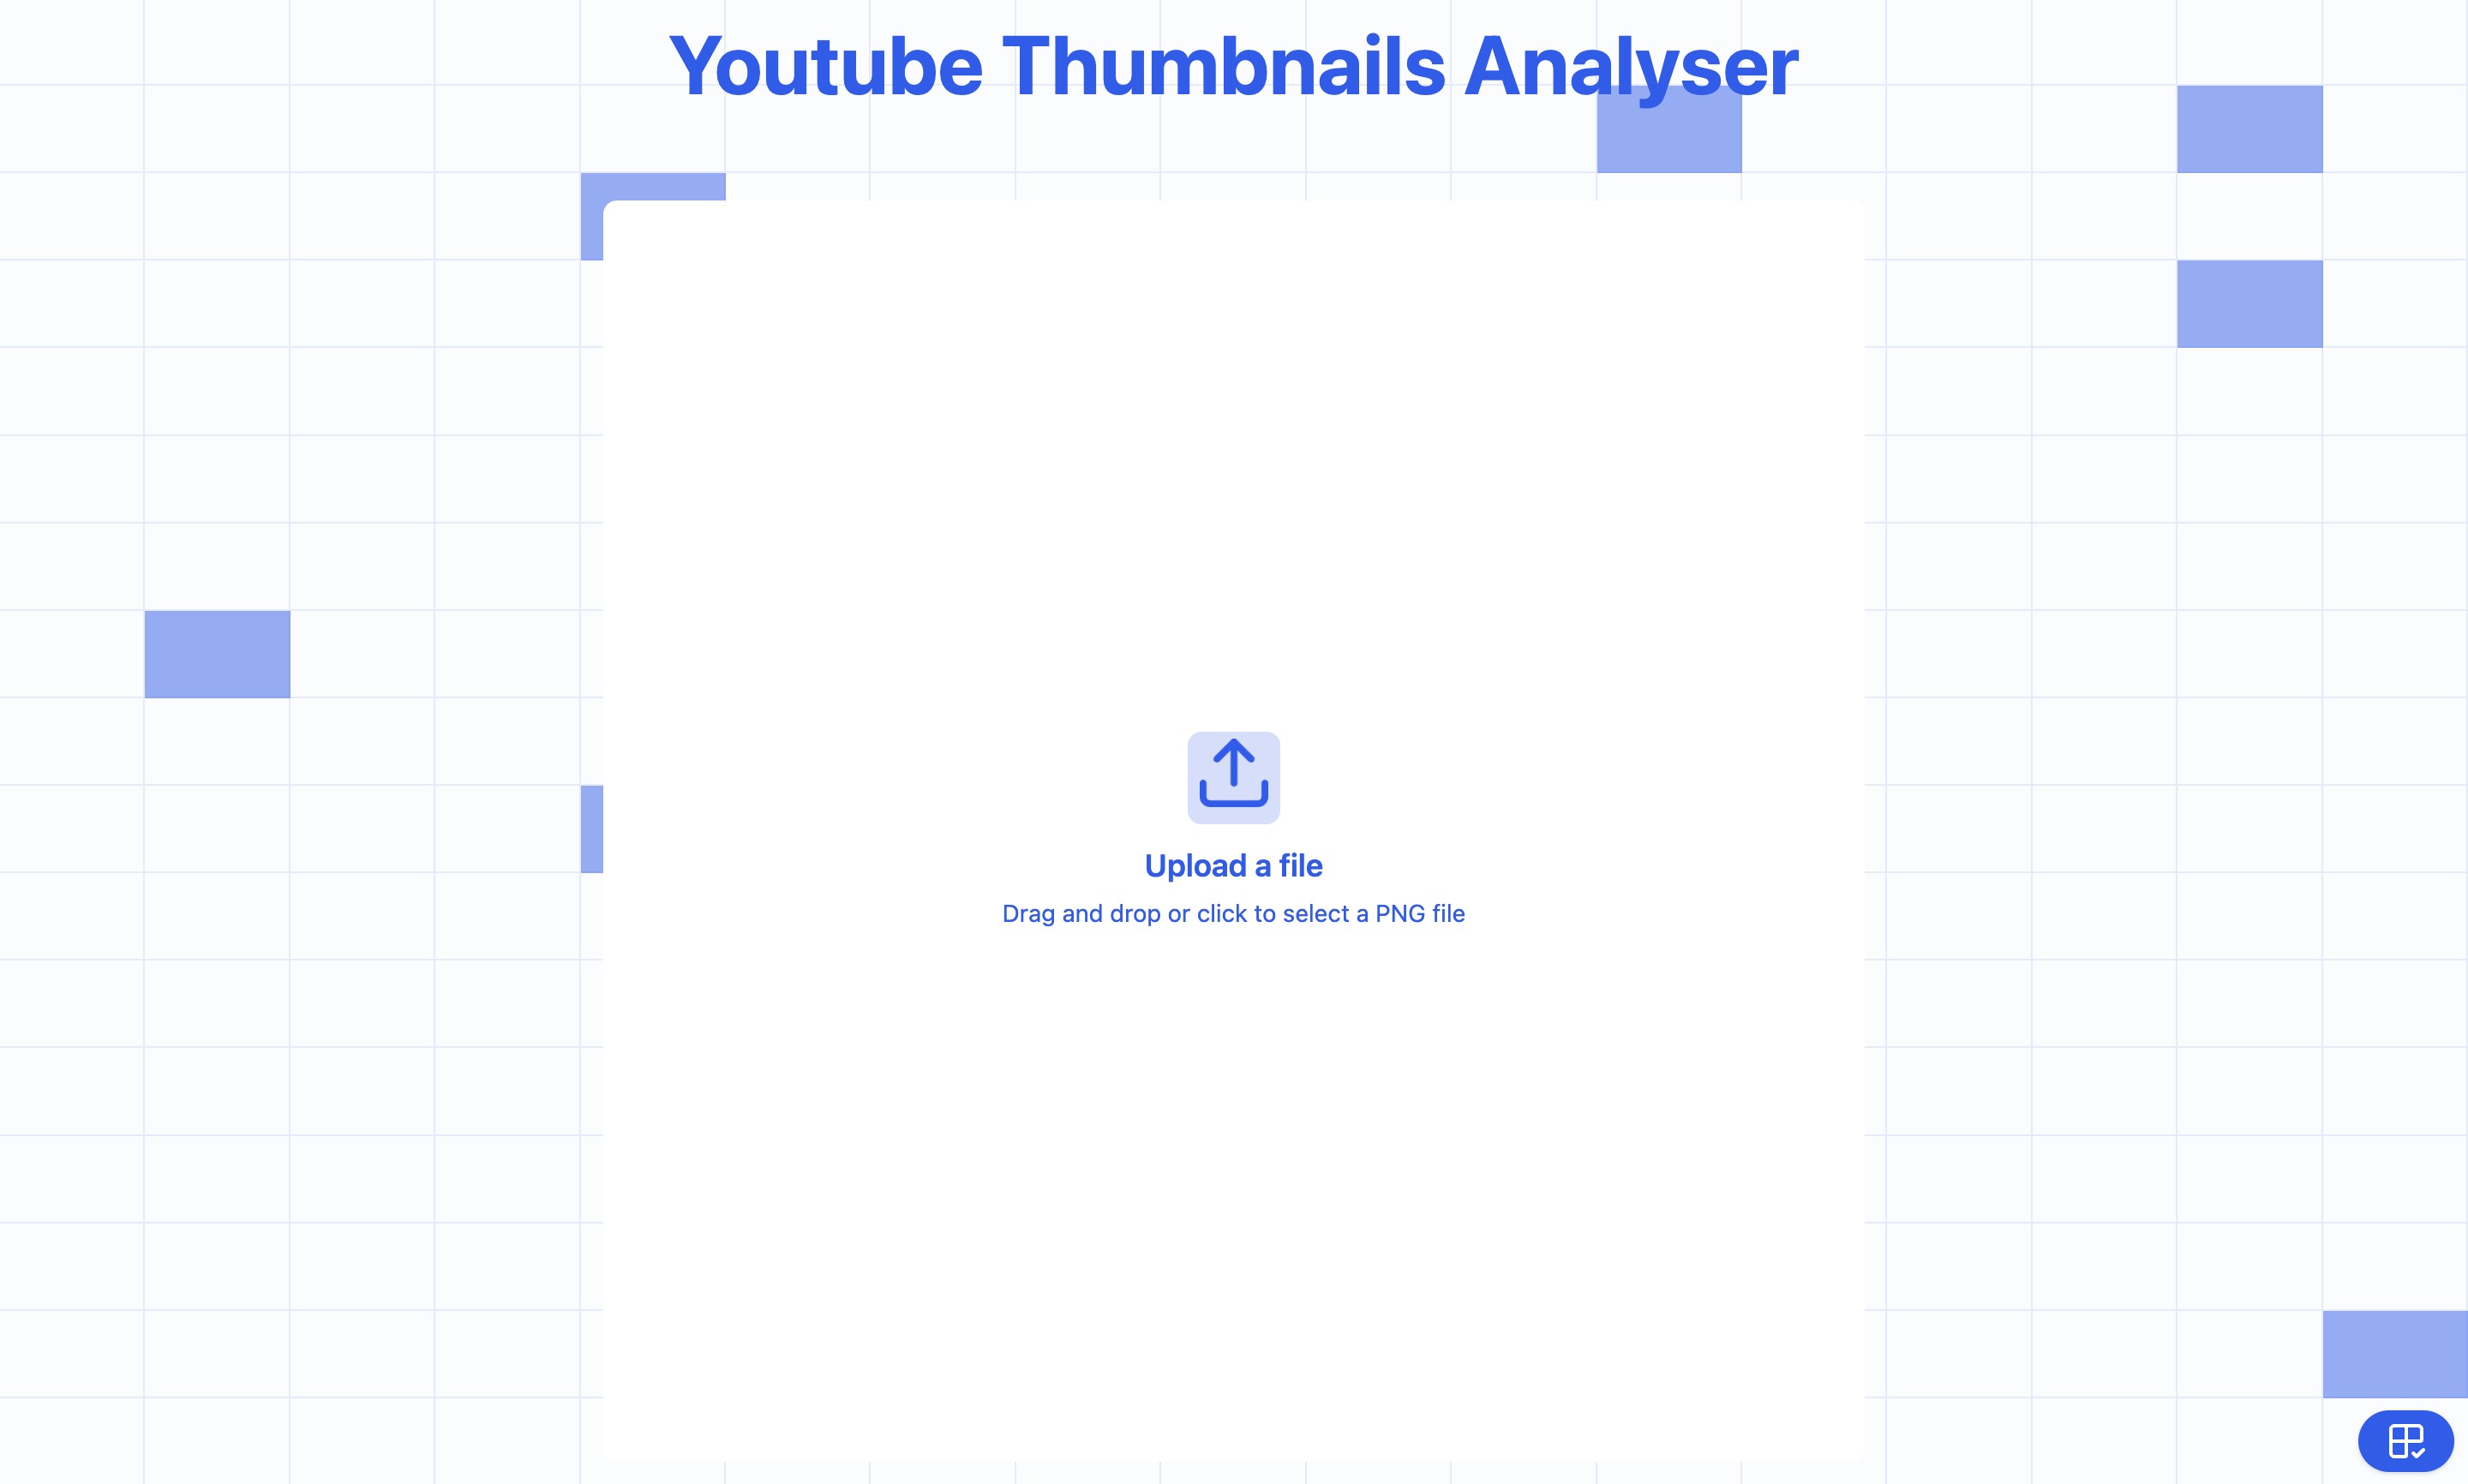 Youtube Thumbnails Analyser
Upload a file
Drag and drop or click to select a PNG file